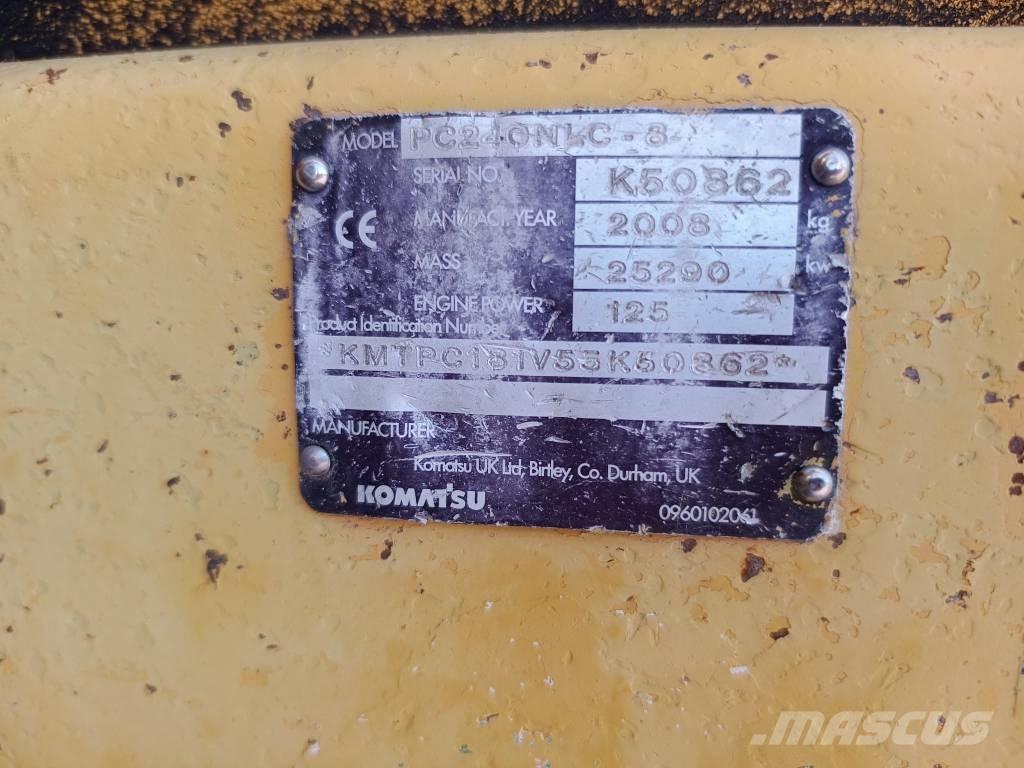 MODEL PC240NLC-8
SERIAL NO. K50862
MANUFACT. YEAR 2008 kg
MASS 25290 kw
ENGINE POWER 125
Product Identification Number
*KMTPC181V53K50862*
MANUFACTURER
Komatsu UK Ltd, Birtley, Co. Durham, UK
KOMATSU 0960102061
CE
MASCUS